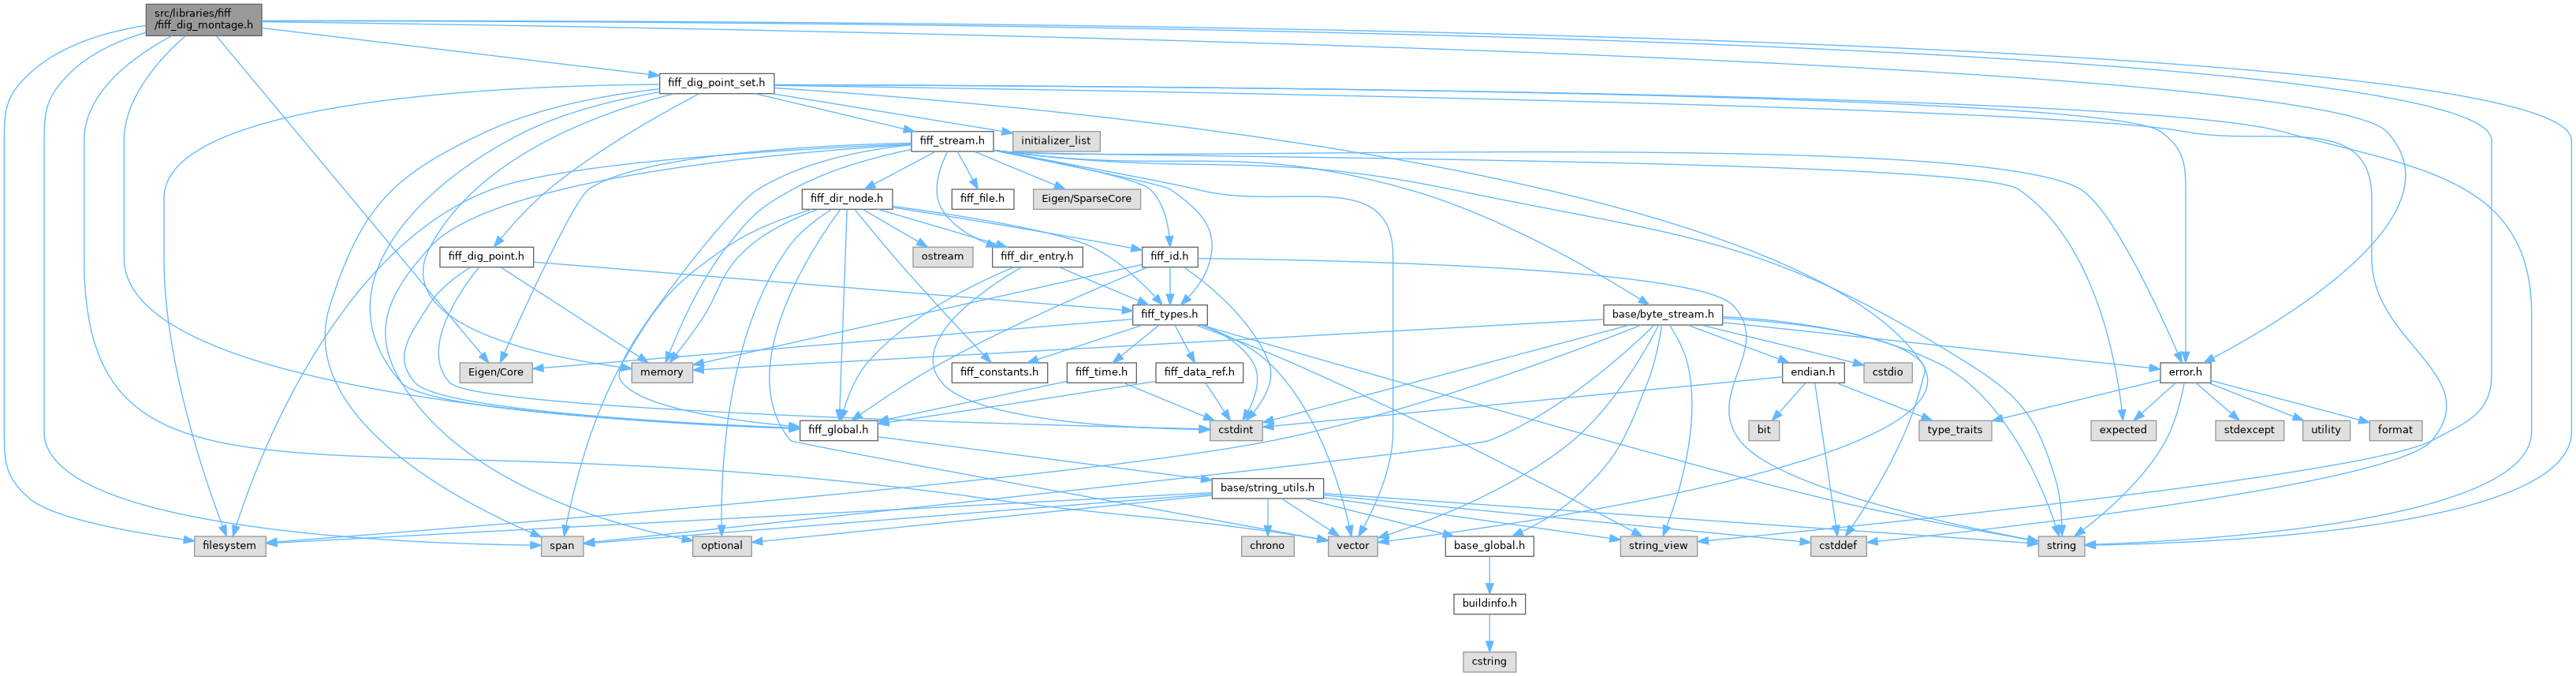 src/libraries/fiff
/fiff_dig_montage.h
fiff_dig_point_set.h
fiff_stream.h
initializer_list
fiff_dir_node.h
fiff_file.h
Eigen/SparseCore
fiff_dig_point.h
ostream
fiff_dir_entry.h
fiff_id.h
fiff_types.h
base/byte_stream.h
Eigen/Core
memory
fiff_constants.h
fiff_time.h
fiff_data_ref.h
endian.h
cstdio
error.h
fiff_global.h
cstdint
bit
type_traits
expected
stdexcept
utility
format
base/string_utils.h
filesystem
span
optional
chrono
vector
base_global.h
string_view
cstddef
string
buildinfo.h
cstring